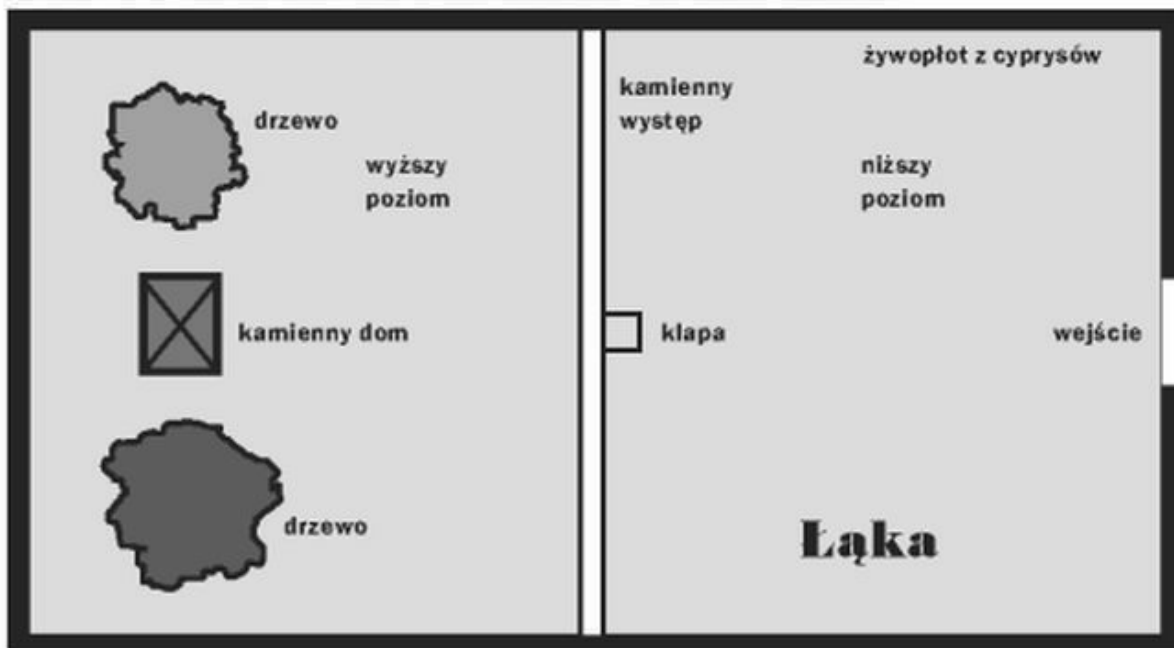 żywopłot z cyprysów
kamienny
występ
drzewo
wyższy
poziom
niższy
poziom
kamienny dom
klapa
wejście
drzewo
Łąka